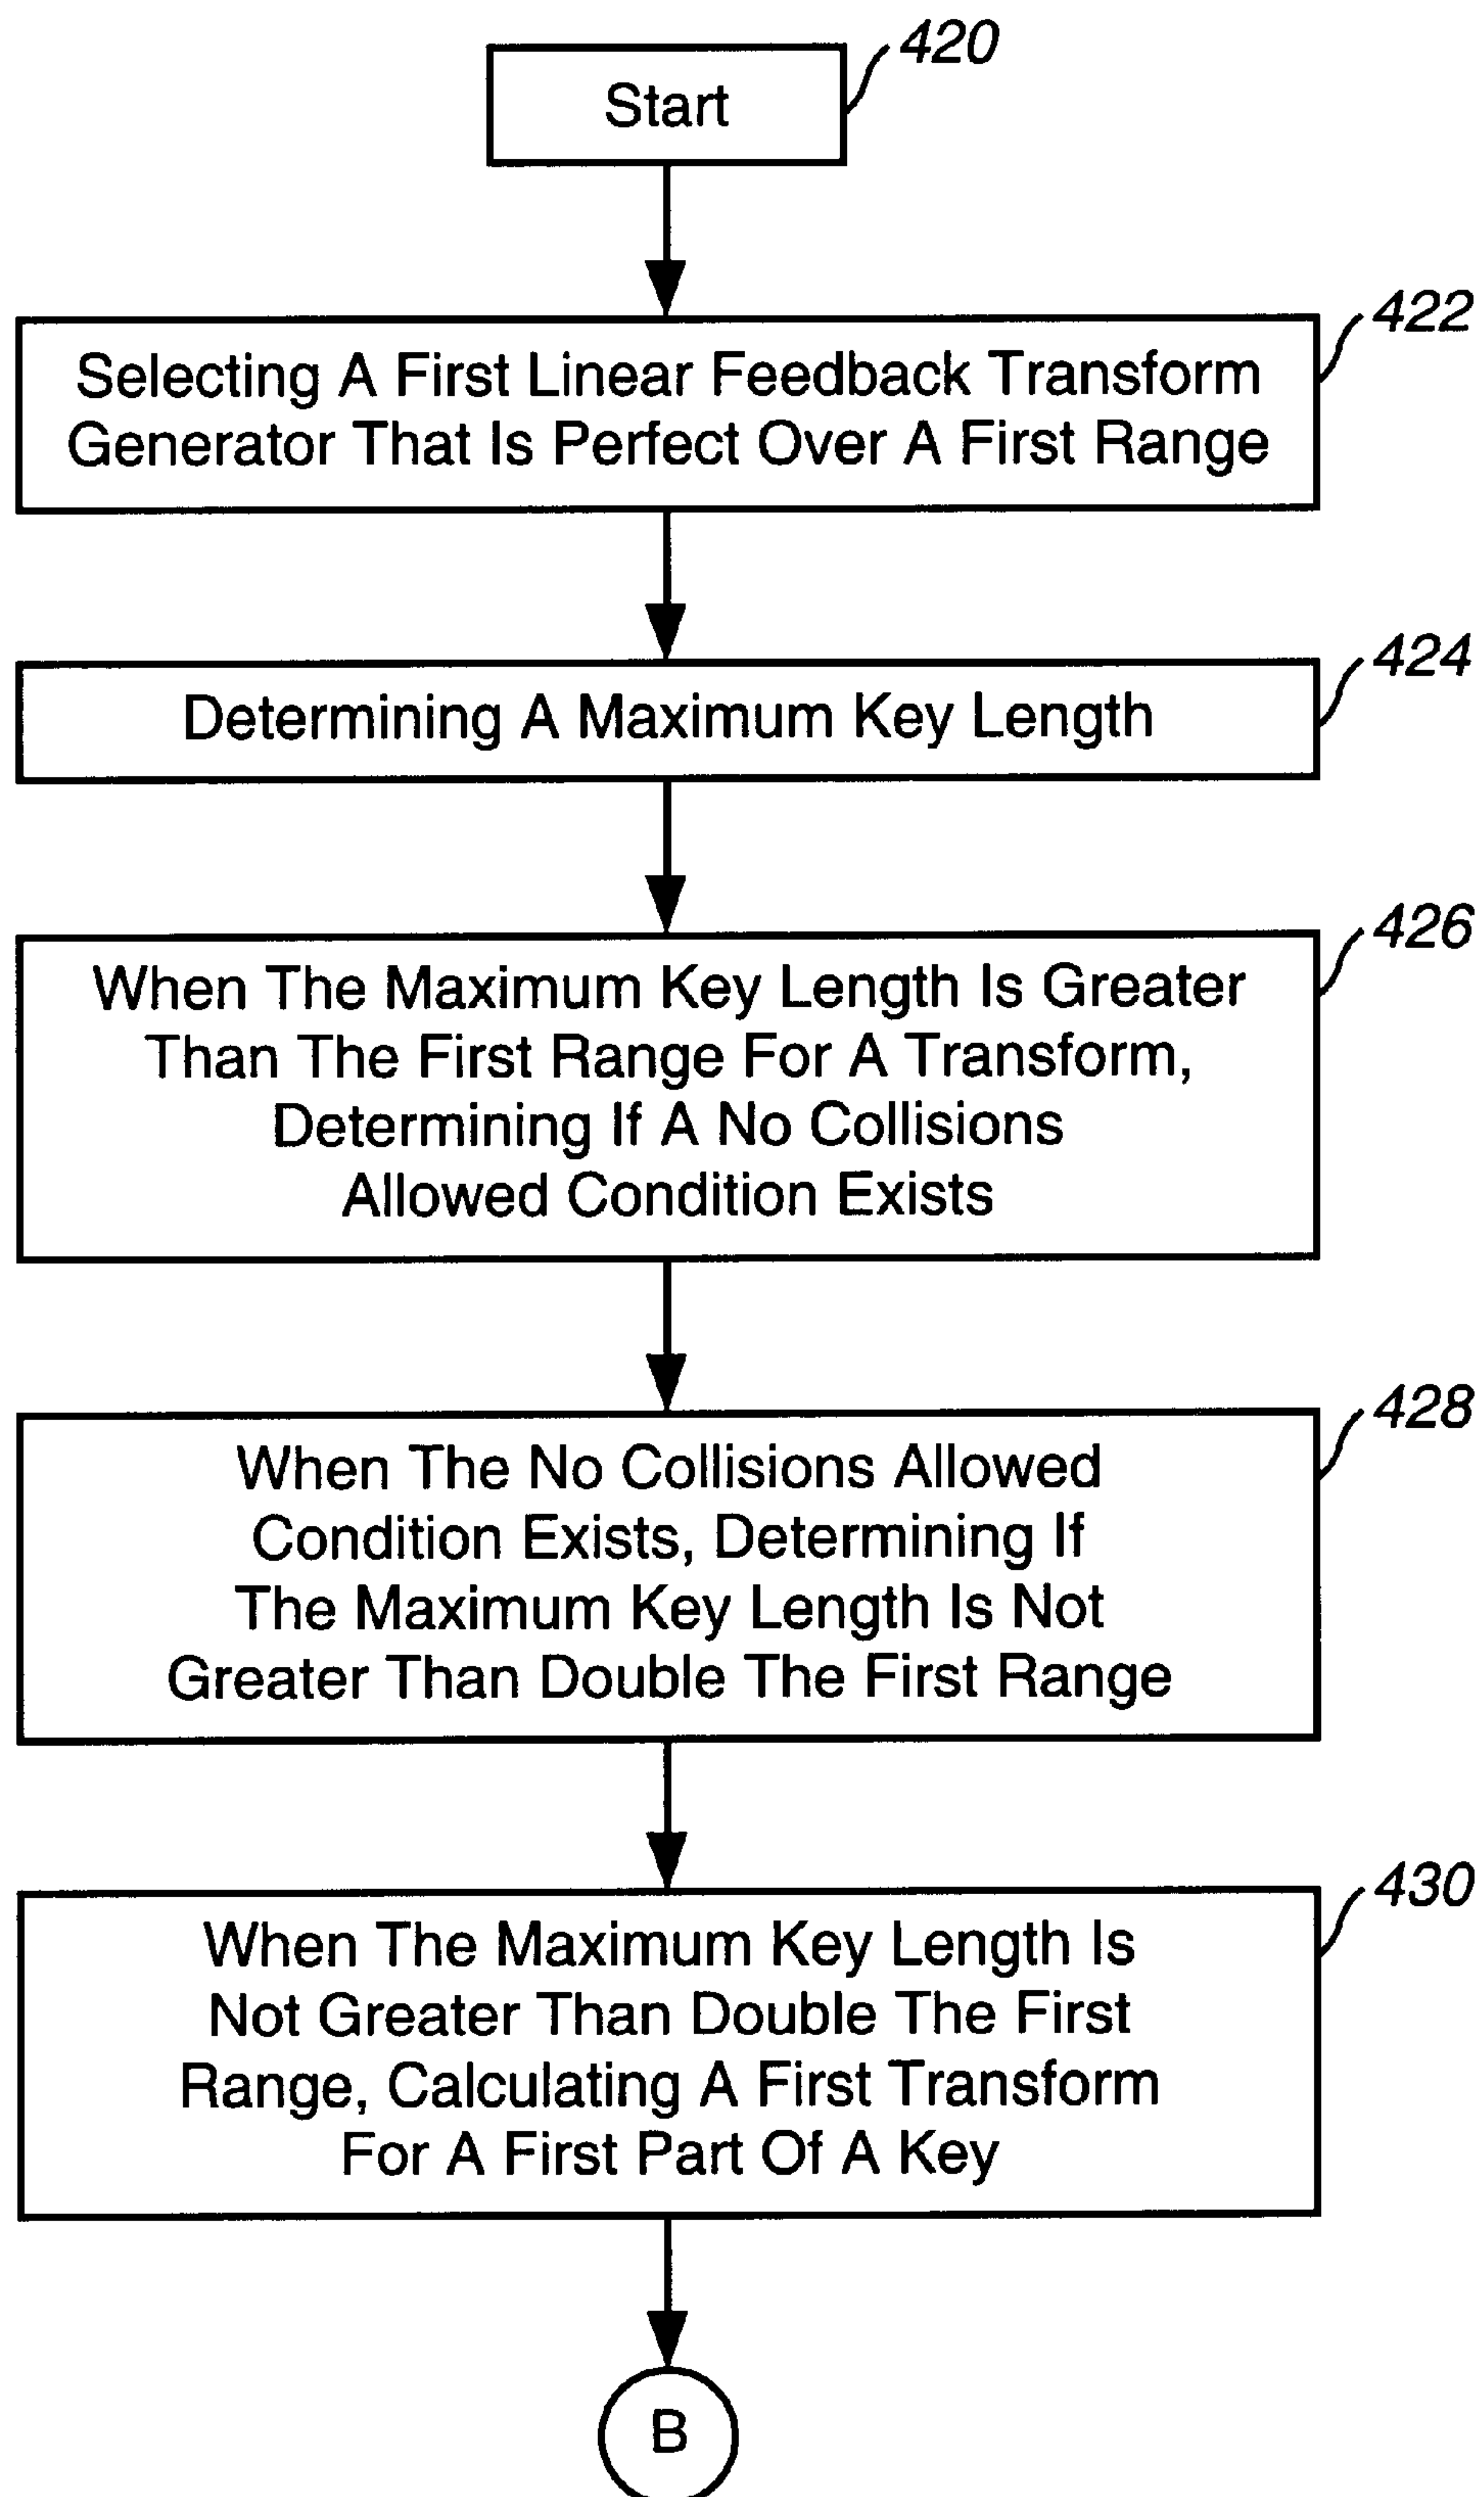 420
Start
422
Selecting A First Linear Feedback Transform
Generator That Is Perfect Over A First Range
424
Determining A Maximum Key Length
426
When The Maximum Key Length Is Greater
Than The First Range For A Transform,
Determining If A No Collisions
Allowed Condition Exists
428
When The No Collisions Allowed
Condition Exists, Determining If
The Maximum Key Length Is Not
Greater Than Double The First Range
430
When The Maximum Key Length Is
Not Greater Than Double The First
Range, Calculating A First Transform
For A First Part Of A Key
B